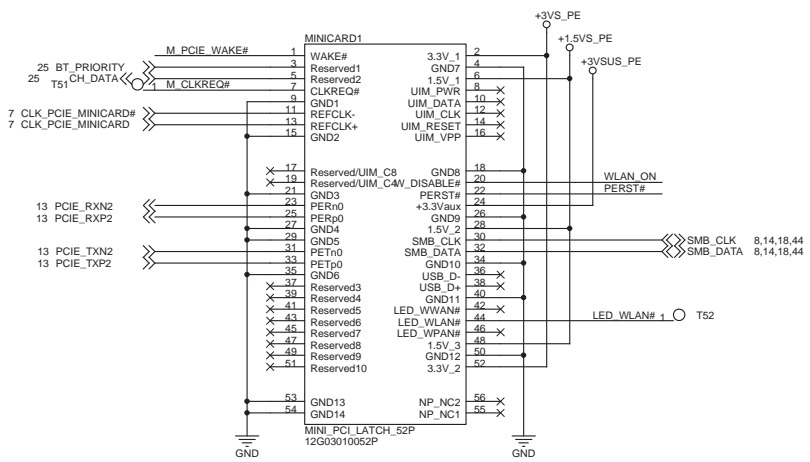 +3VS_PE
+1.5VS_PE
+3VSUS_PE
MINICARD1
M_PCIE_WAKE# 1 WAKE# 3.3V_1 2
25 BT_PRIORITY 3 Reserved1 GND7 4
25 CH_DATA 5 Reserved2 1.5V_1 6
T51 1 M_CLKREQ# 7 CLKREQ# UIM_PWR 8
9 GND1 UIM_DATA 10
7 CLK_PCIE_MINICARD# 11 REFCLK- UIM_CLK 12
7 CLK_PCIE_MINICARD 13 REFCLK+ UIM_RESET 14
15 GND2 UIM_VPP 16
17 Reserved/UIM_C8 GND8 18
19 Reserved/UIM_C4 W_DISABLE# 20 WLAN_ON
21 GND3 PERST# 22 PERST#
13 PCIE_RXN2 23 PERn0 +3.3Vaux 24
13 PCIE_RXP2 25 PERp0 GND9 26
27 GND4 1.5V_2 28
29 GND5 SMB_CLK 30 SMB_CLK 8,14,18,44
13 PCIE_TXN2 31 PETn0 SMB_DATA 32 SMB_DATA 8,14,18,44
13 PCIE_TXP2 33 PETp0 GND10 34
35 GND6 USB_D- 36
37 Reserved3 USB_D+ 38
39 Reserved4 GND11 40
41 Reserved5 LED_WWAN# 42
43 Reserved6 LED_WLAN# 44 LED_WLAN# 1 T52
45 Reserved7 LED_WPAN# 46
47 Reserved8 1.5V_3 48
49 Reserved9 GND12 50
51 Reserved10 3.3V_2 52
53 GND13 NP_NC2 56
54 GND14 NP_NC1 55
MINI_PCI_LATCH_52P
12G03010052P
GND GND